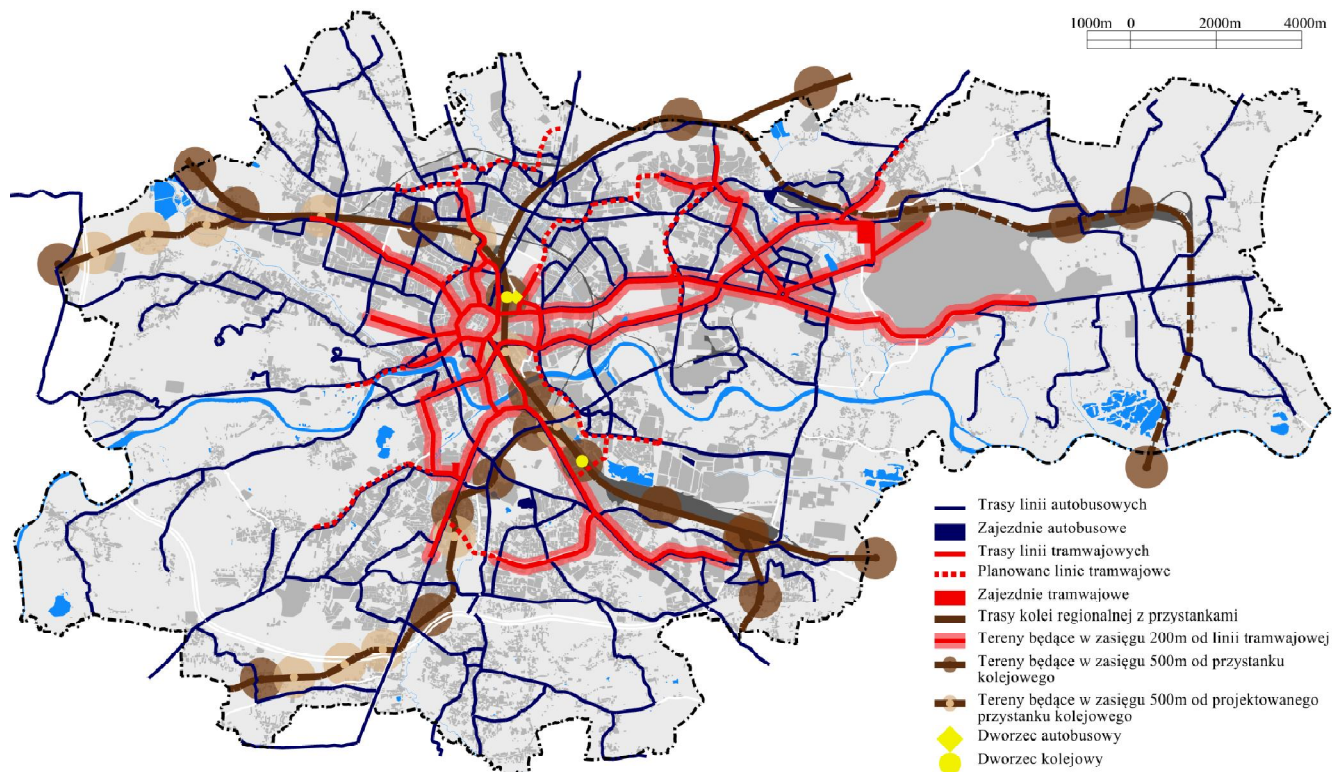 1000m 0 2000m 4000m
Trasy linii autobusowych
Zajezdnie autobusowe
Trasy linii tramwajowych
Planowane linie tramwajowe
Zajezdnie tramwajowe
Trasy kolei regionalnej z przystankami
Tereny będące w zasięgu 200m od linii tramwajowej
Tereny będące w zasięgu 500m od przystanku
kolejowego
Tereny będące w zasięgu 500m od projektowanego
przystanku kolejowego
Dworzec autobusowy
Dworzec kolejowy